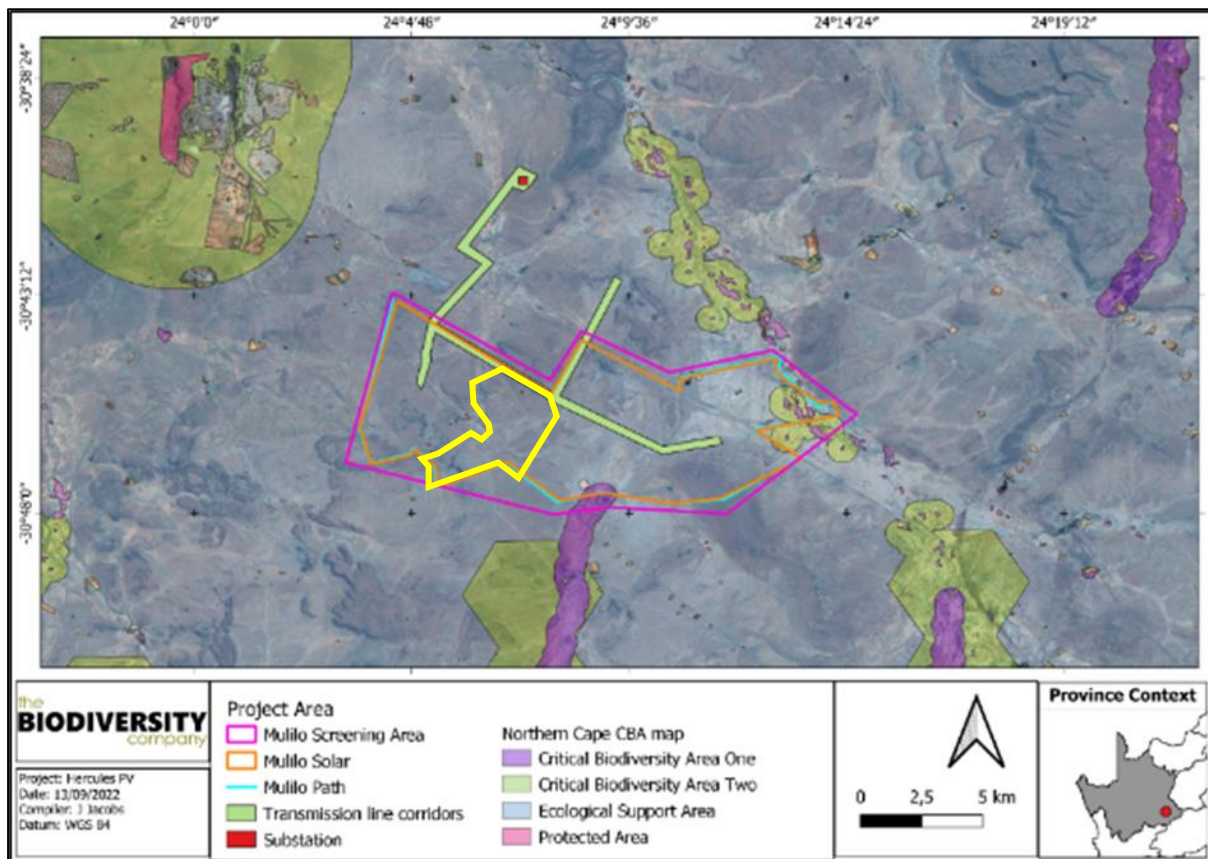 24°0'0" 24°4'48" 24°9'36" 24°14'24" 24°19'12"
-30°38'24"
-30°43'12"
-30°48'0"
the
BIODIVERSITY
company
Project: Hercules PV
Date: 13/09/2022
Compiler: J Jacobs
Datum: WGS 84
Project Area
Mulilo Screening Area
Mulilo Solar
Mulilo Path
Transmission line corridors
Substation
Northern Cape CBA map
Critical Biodiversity Area One
Critical Biodiversity Area Two
Ecological Support Area
Protected Area
0 2,5 5 km
Province Context